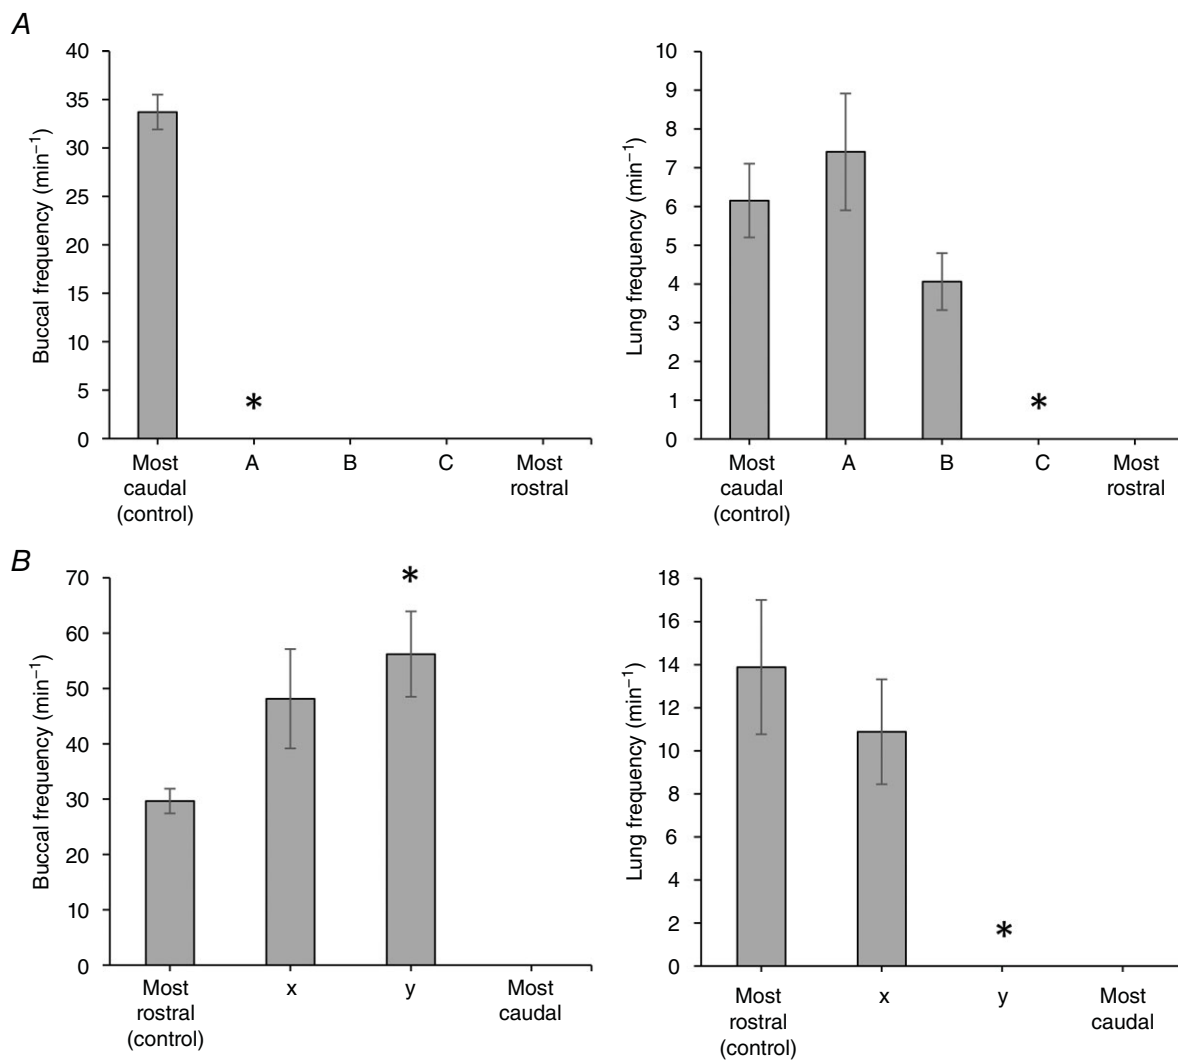 A
Buccal frequency (min⁻¹)
40
35
30
25
20
15
10
5
0
*
Most
caudal
(control)
A
B
C
Most
rostral
Lung frequency (min⁻¹)
10
9
8
7
6
5
4
3
2
1
0
*
Most
caudal
(control)
A
B
C
Most
rostral
B
Buccal frequency (min⁻¹)
70
60
50
40
30
20
10
0
*
Most
rostral
(control)
x
y
Most
caudal
Lung frequency (min⁻¹)
18
16
14
12
10
8
6
4
2
0
*
Most
rostral
(control)
x
y
Most
caudal